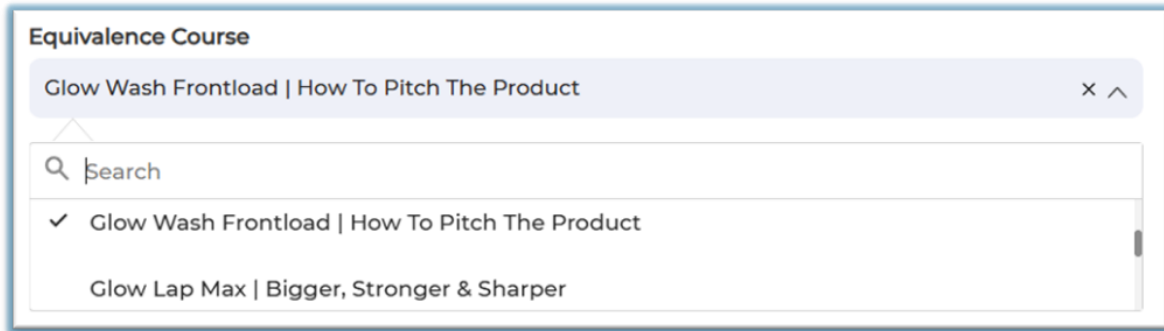 Equivalence Course
Glow Wash Frontload | How To Pitch The Product
Search
Glow Wash Frontload | How To Pitch The Product
Glow Lap Max | Bigger, Stronger & Sharper